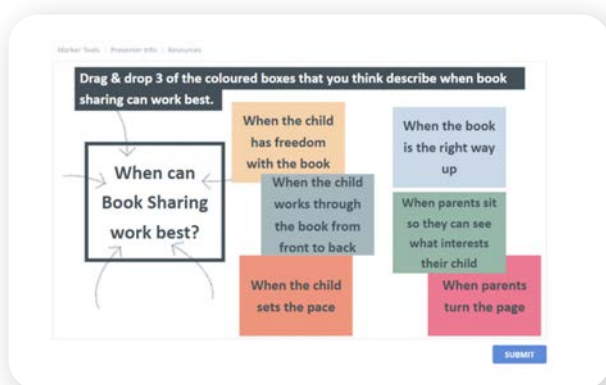 Marker Tools | Presenter Info | Resources
Drag & drop 3 of the coloured boxes that you think describe when book
sharing can work best.
When can
Book Sharing
work best?
When the child
has freedom
with the book
When the child
works through
the book from
front to back
When the child
sets the pace
When the book
is the right way
up
When parents sit
so they can see
what interests
their child
When parents
turn the page
SUBMIT